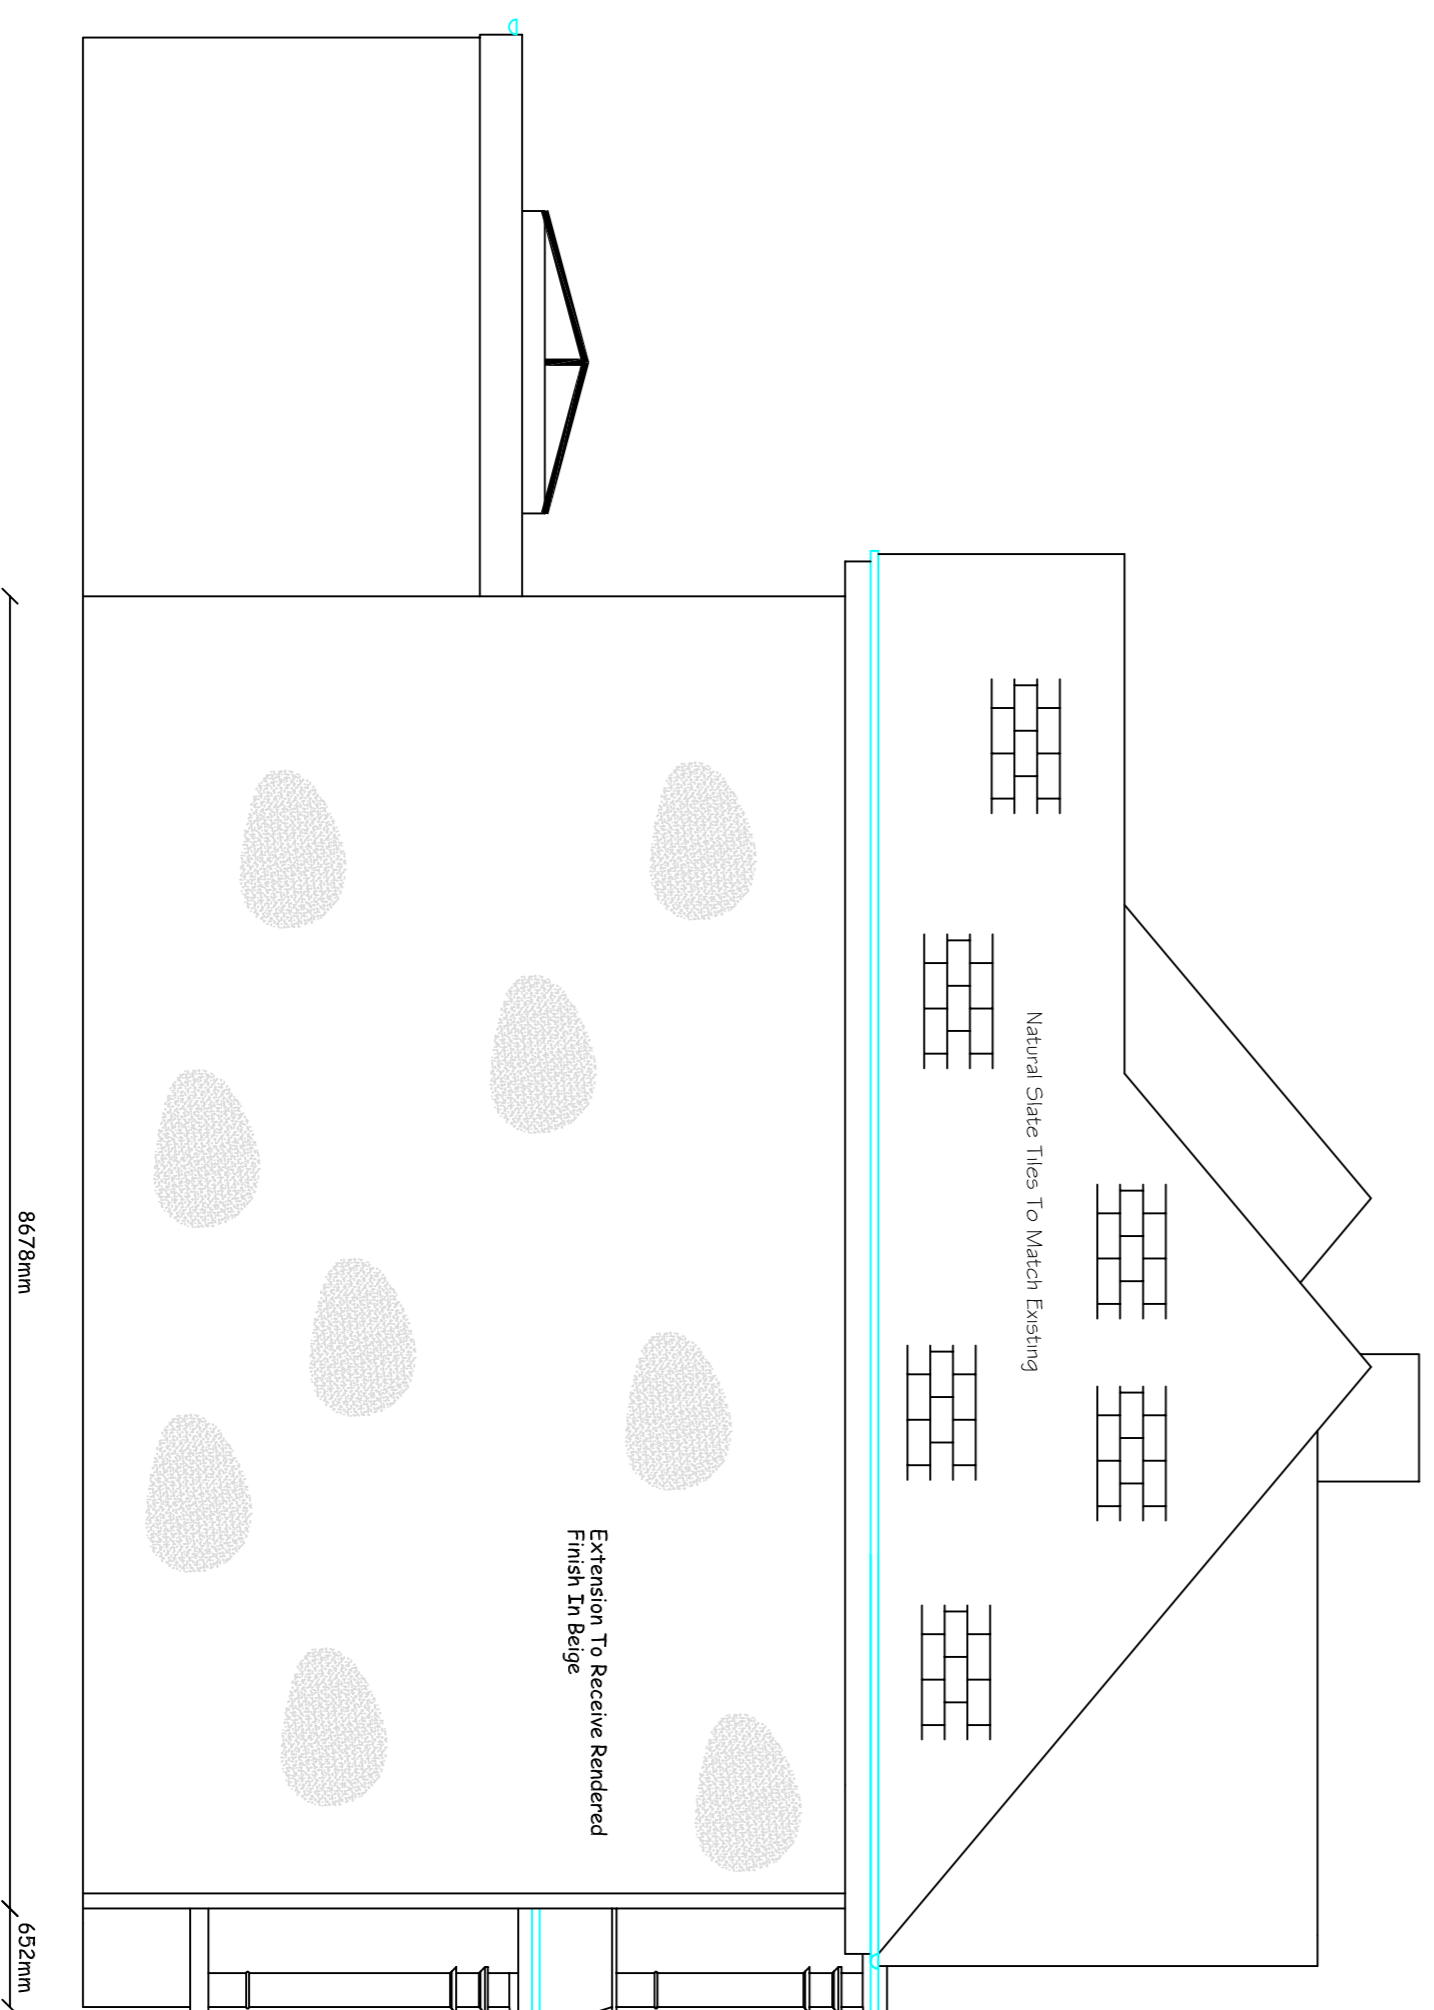 Natural Slate Tiles To Match Existing
Extension To Receive Rendered
Finish In Beige
8678mm
652mm